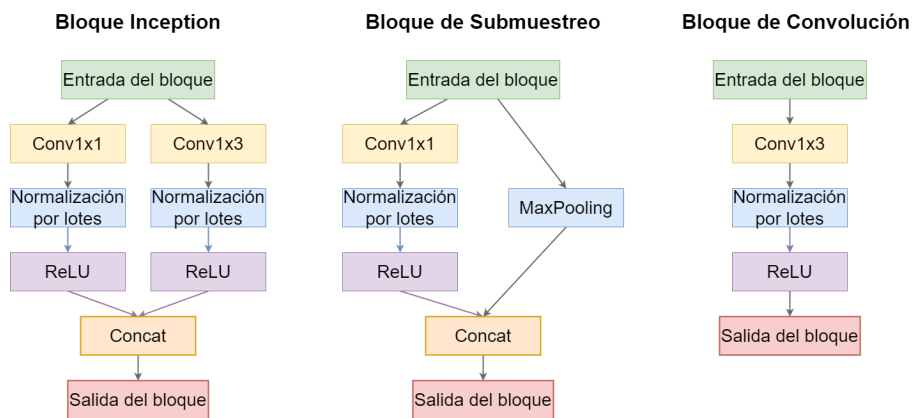 Bloque Inception
Entrada del bloque
Conv1x1
Conv1x3
Normalización
por lotes
Normalización
por lotes
ReLU
ReLU
Concat
Salida del bloque
Bloque de Submuestreo
Entrada del bloque
Conv1x1
Normalización
por lotes
MaxPooling
ReLU
Concat
Salida del bloque
Bloque de Convolución
Entrada del bloque
Conv1x3
Normalización
por lotes
ReLU
Salida del bloque